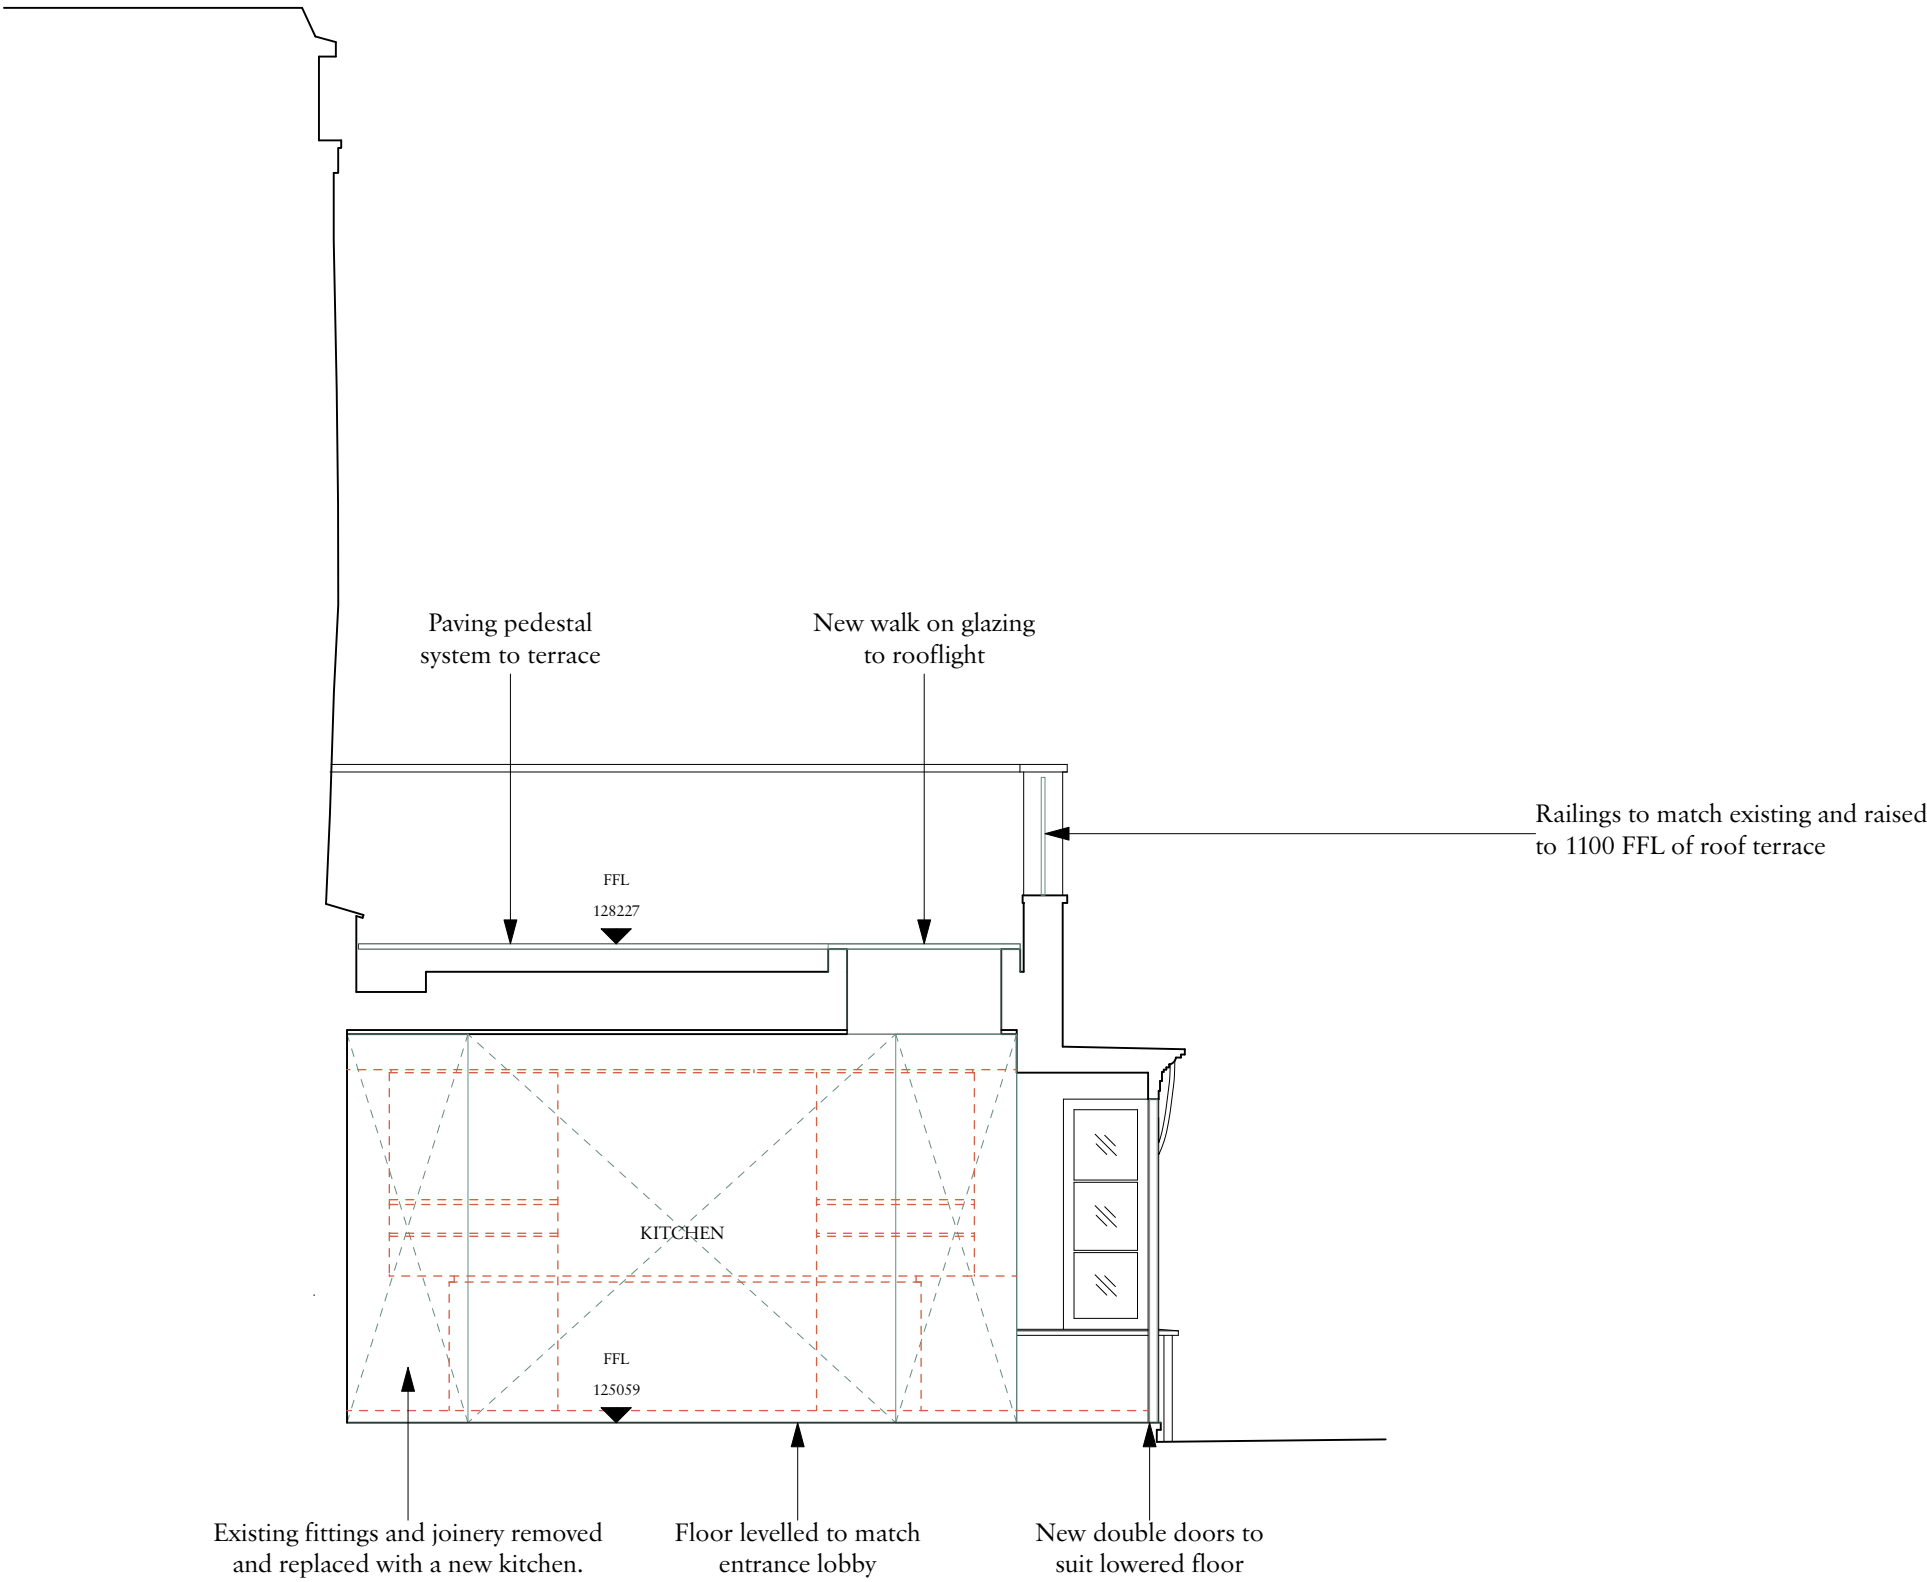 Paving pedestal
system to terrace
New walk on glazing
to rooflight
Railings to match existing and raised
to 1100 FFL of roof terrace
FFL
128227
KITCHEN
FFL
125059
Existing fittings and joinery removed
and replaced with a new kitchen.
Floor levelled to match
entrance lobby
New double doors to
suit lowered floor